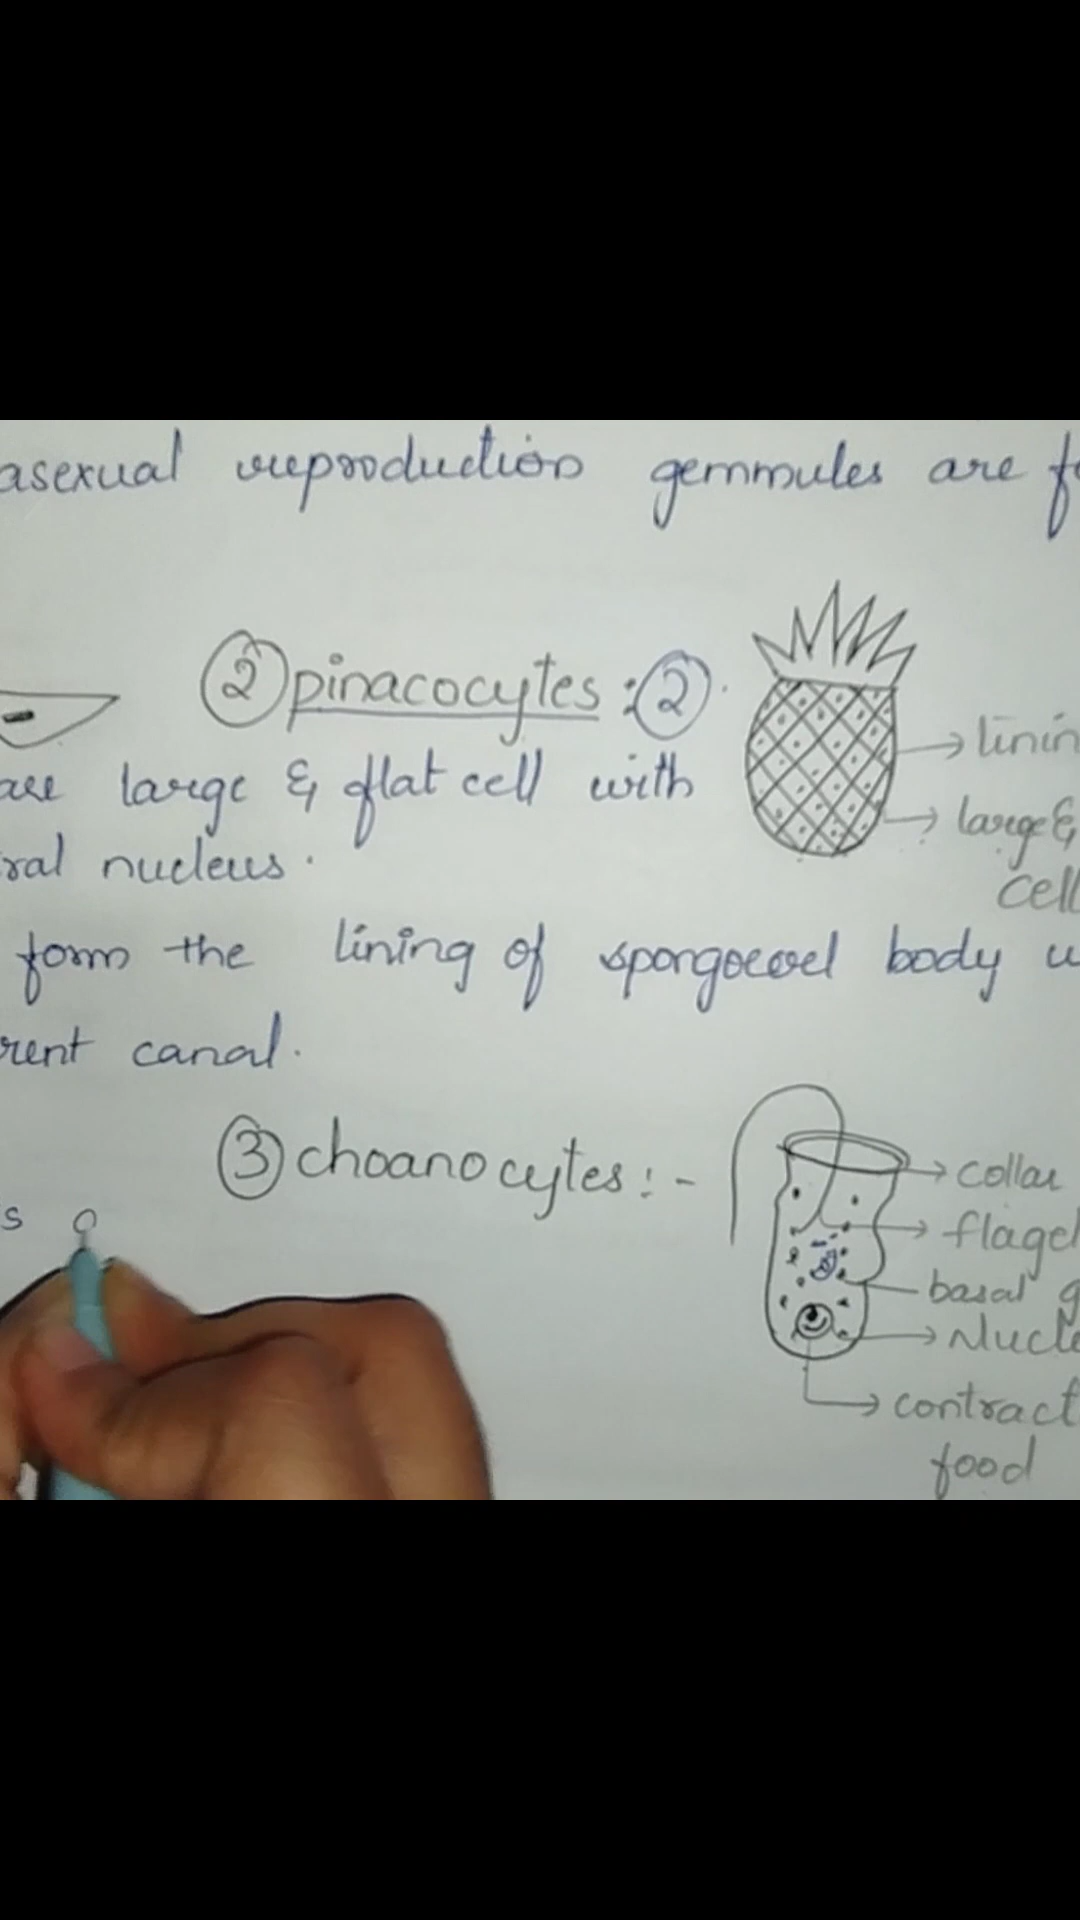 asexual reproduction gemmules are
② pinacocytes :②
linin
are large & flat cell with
large &
ral nucleus.
cell
form the lining of spongocoel body
rent canal.
③ choanocytes :-
collar
s
flagel
basal g
Nucle
contract
food